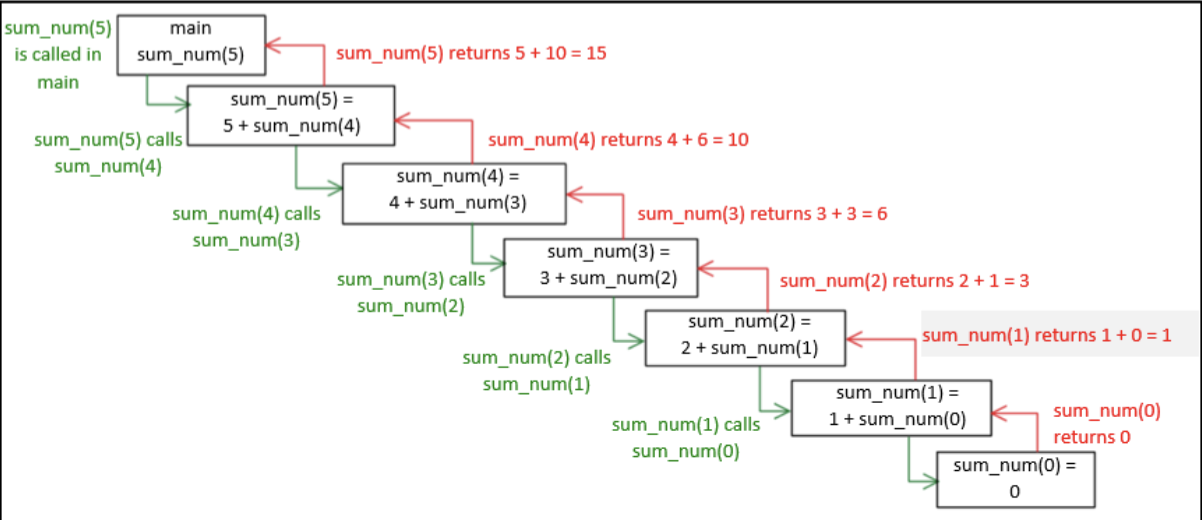 sum_num(5)
is called in
main
main
sum_num(5)
sum_num(5) returns 5 + 10 = 15
sum_num(5) =
5 + sum_num(4)
sum_num(5) calls
sum_num(4)
sum_num(4) returns 4 + 6 = 10
sum_num(4) =
4 + sum_num(3)
sum_num(4) calls
sum_num(3)
sum_num(3) returns 3 + 3 = 6
sum_num(3) =
3 + sum_num(2)
sum_num(3) calls
sum_num(2)
sum_num(2) returns 2 + 1 = 3
sum_num(2) =
2 + sum_num(1)
sum_num(2) calls
sum_num(1)
sum_num(1) returns 1 + 0 = 1
sum_num(1) =
1 + sum_num(0)
sum_num(1) calls
sum_num(0)
sum_num(0)
returns 0
sum_num(0) =
0